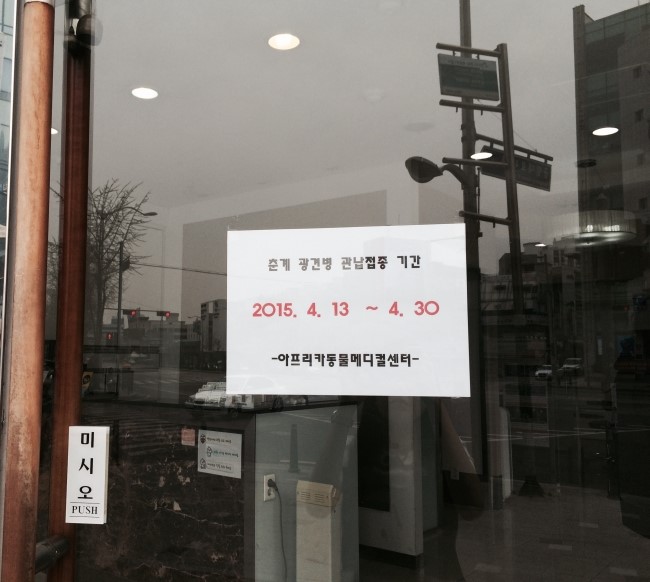 춘계 광견병 관납접종 기간
2015. 4. 13 ~ 4. 30
-아프리카동물메디컬센터-
미시오
PUSH